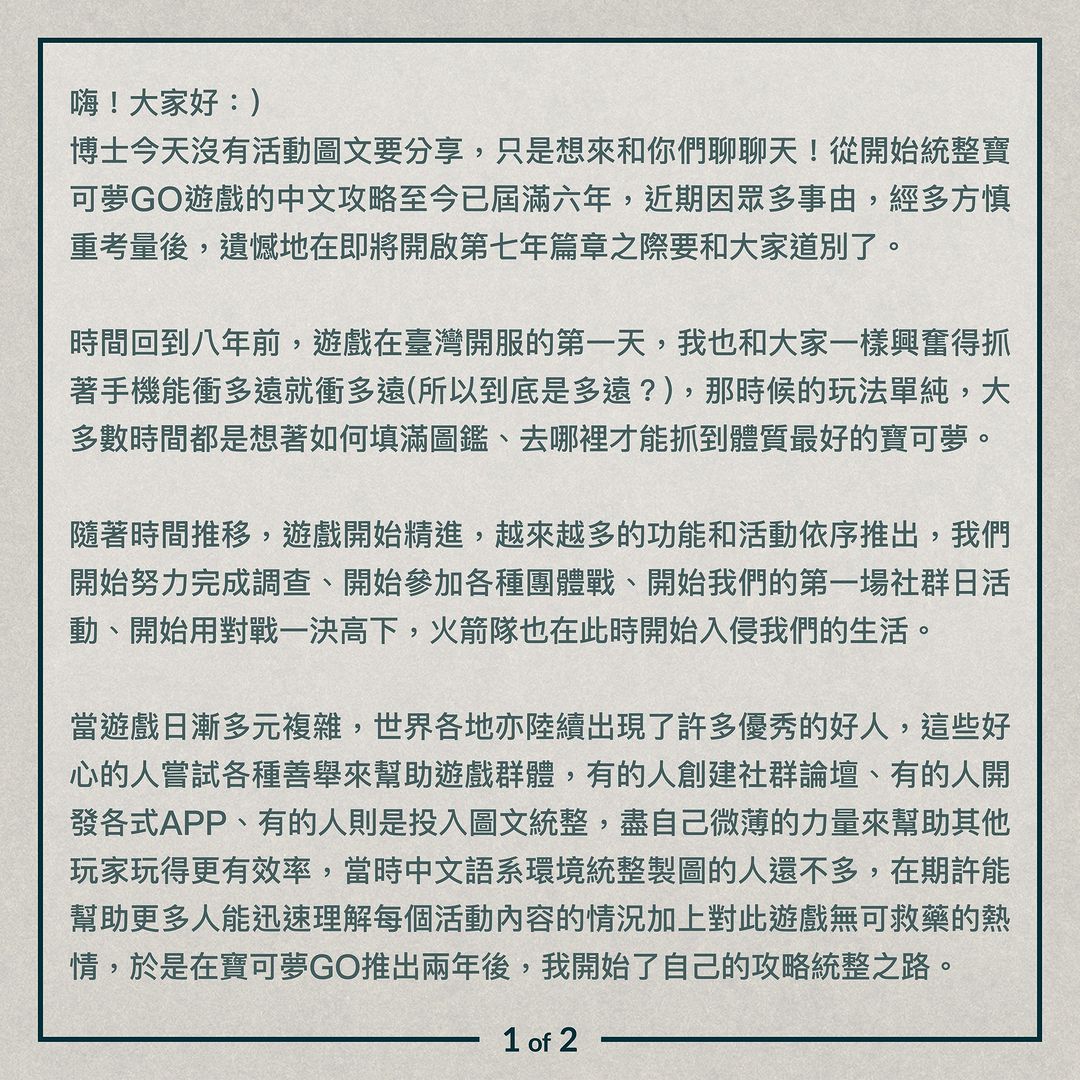 嗨！大家好：)
博士今天沒有活動圖文要分享，只是想來和你們聊聊天！從開始統整寶
可夢GO遊戲的中文攻略至今已屆滿六年，近期因眾多事由，經多方慎
重考量後，遺憾地在即將開啟第七年篇章之際要和大家道別了。
時間回到八年前，遊戲在臺灣開服的第一天，我也和大家一樣興奮得抓
著手機能衝多遠就衝多遠(所以到底是多遠？)，那時候的玩法單純，大
多數時間都是想著如何填滿圖鑑、去哪裡才能抓到體質最好的寶可夢。
隨著時間推移，遊戲開始精進，越來越多的功能和活動依序推出，我們
開始努力完成調查、開始參加各種團體戰、開始我們的第一場社群日活
動、開始用對戰一決高下，火箭隊也在此時開始入侵我們的生活。
當遊戲日漸多元複雜，世界各地亦陸續出現了許多優秀的好人，這些好
心的人嘗試各種善舉來幫助遊戲群體，有的人創建社群論壇、有的人開
發各式APP、有的人則是投入圖文統整，盡自己微薄的力量來幫助其他
玩家玩得更有效率，當時中文語系環境統整製圖的人還不多，在期許能
幫助更多人能迅速理解每個活動內容的情況加上對此遊戲無可救藥的熱
情，於是在寶可夢GO推出兩年後，我開始了自己的攻略統整之路。
1 of 2